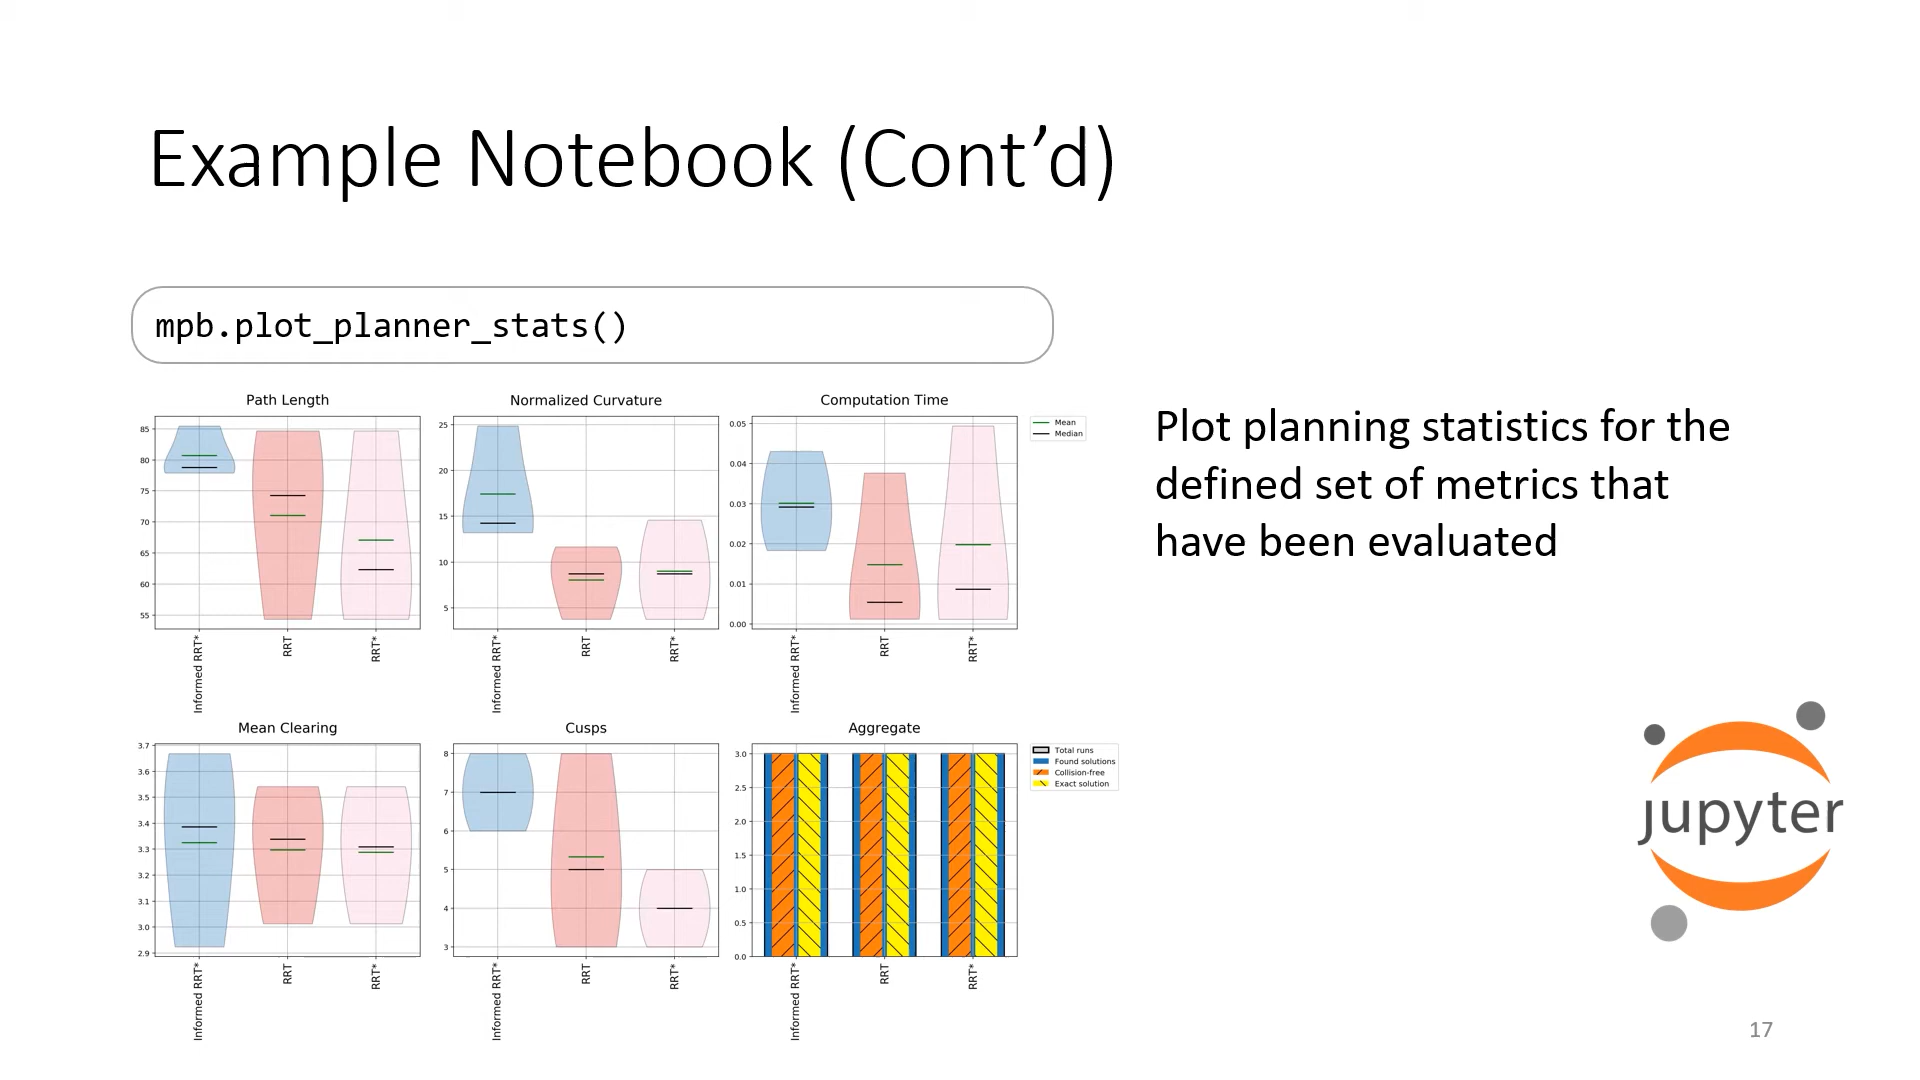 Example Notebook (Cont’d)
mpb.plot_planner_stats()
Path Length
85
80
75
70
65
60
55
Informed RRT*
RRT
RRT*
Normalized Curvature
25
20
15
10
5
Informed RRT*
RRT
RRT*
Computation Time
0.05
0.04
0.03
0.02
0.01
0.00
Informed RRT*
RRT
RRT*
Mean
Median
Plot planning statistics for the
defined set of metrics that
have been evaluated
Mean Clearing
3.7
3.6
3.5
3.4
3.3
3.2
3.1
3.0
2.9
Informed RRT*
RRT
RRT*
Cusps
8
7
6
5
4
3
Informed RRT*
RRT
RRT*
Aggregate
3.0
2.5
2.0
1.5
1.0
0.5
0.0
Informed RRT*
RRT
RRT*
Total runs
Found solutions
Collision-free
Exact solution
jupyter
17